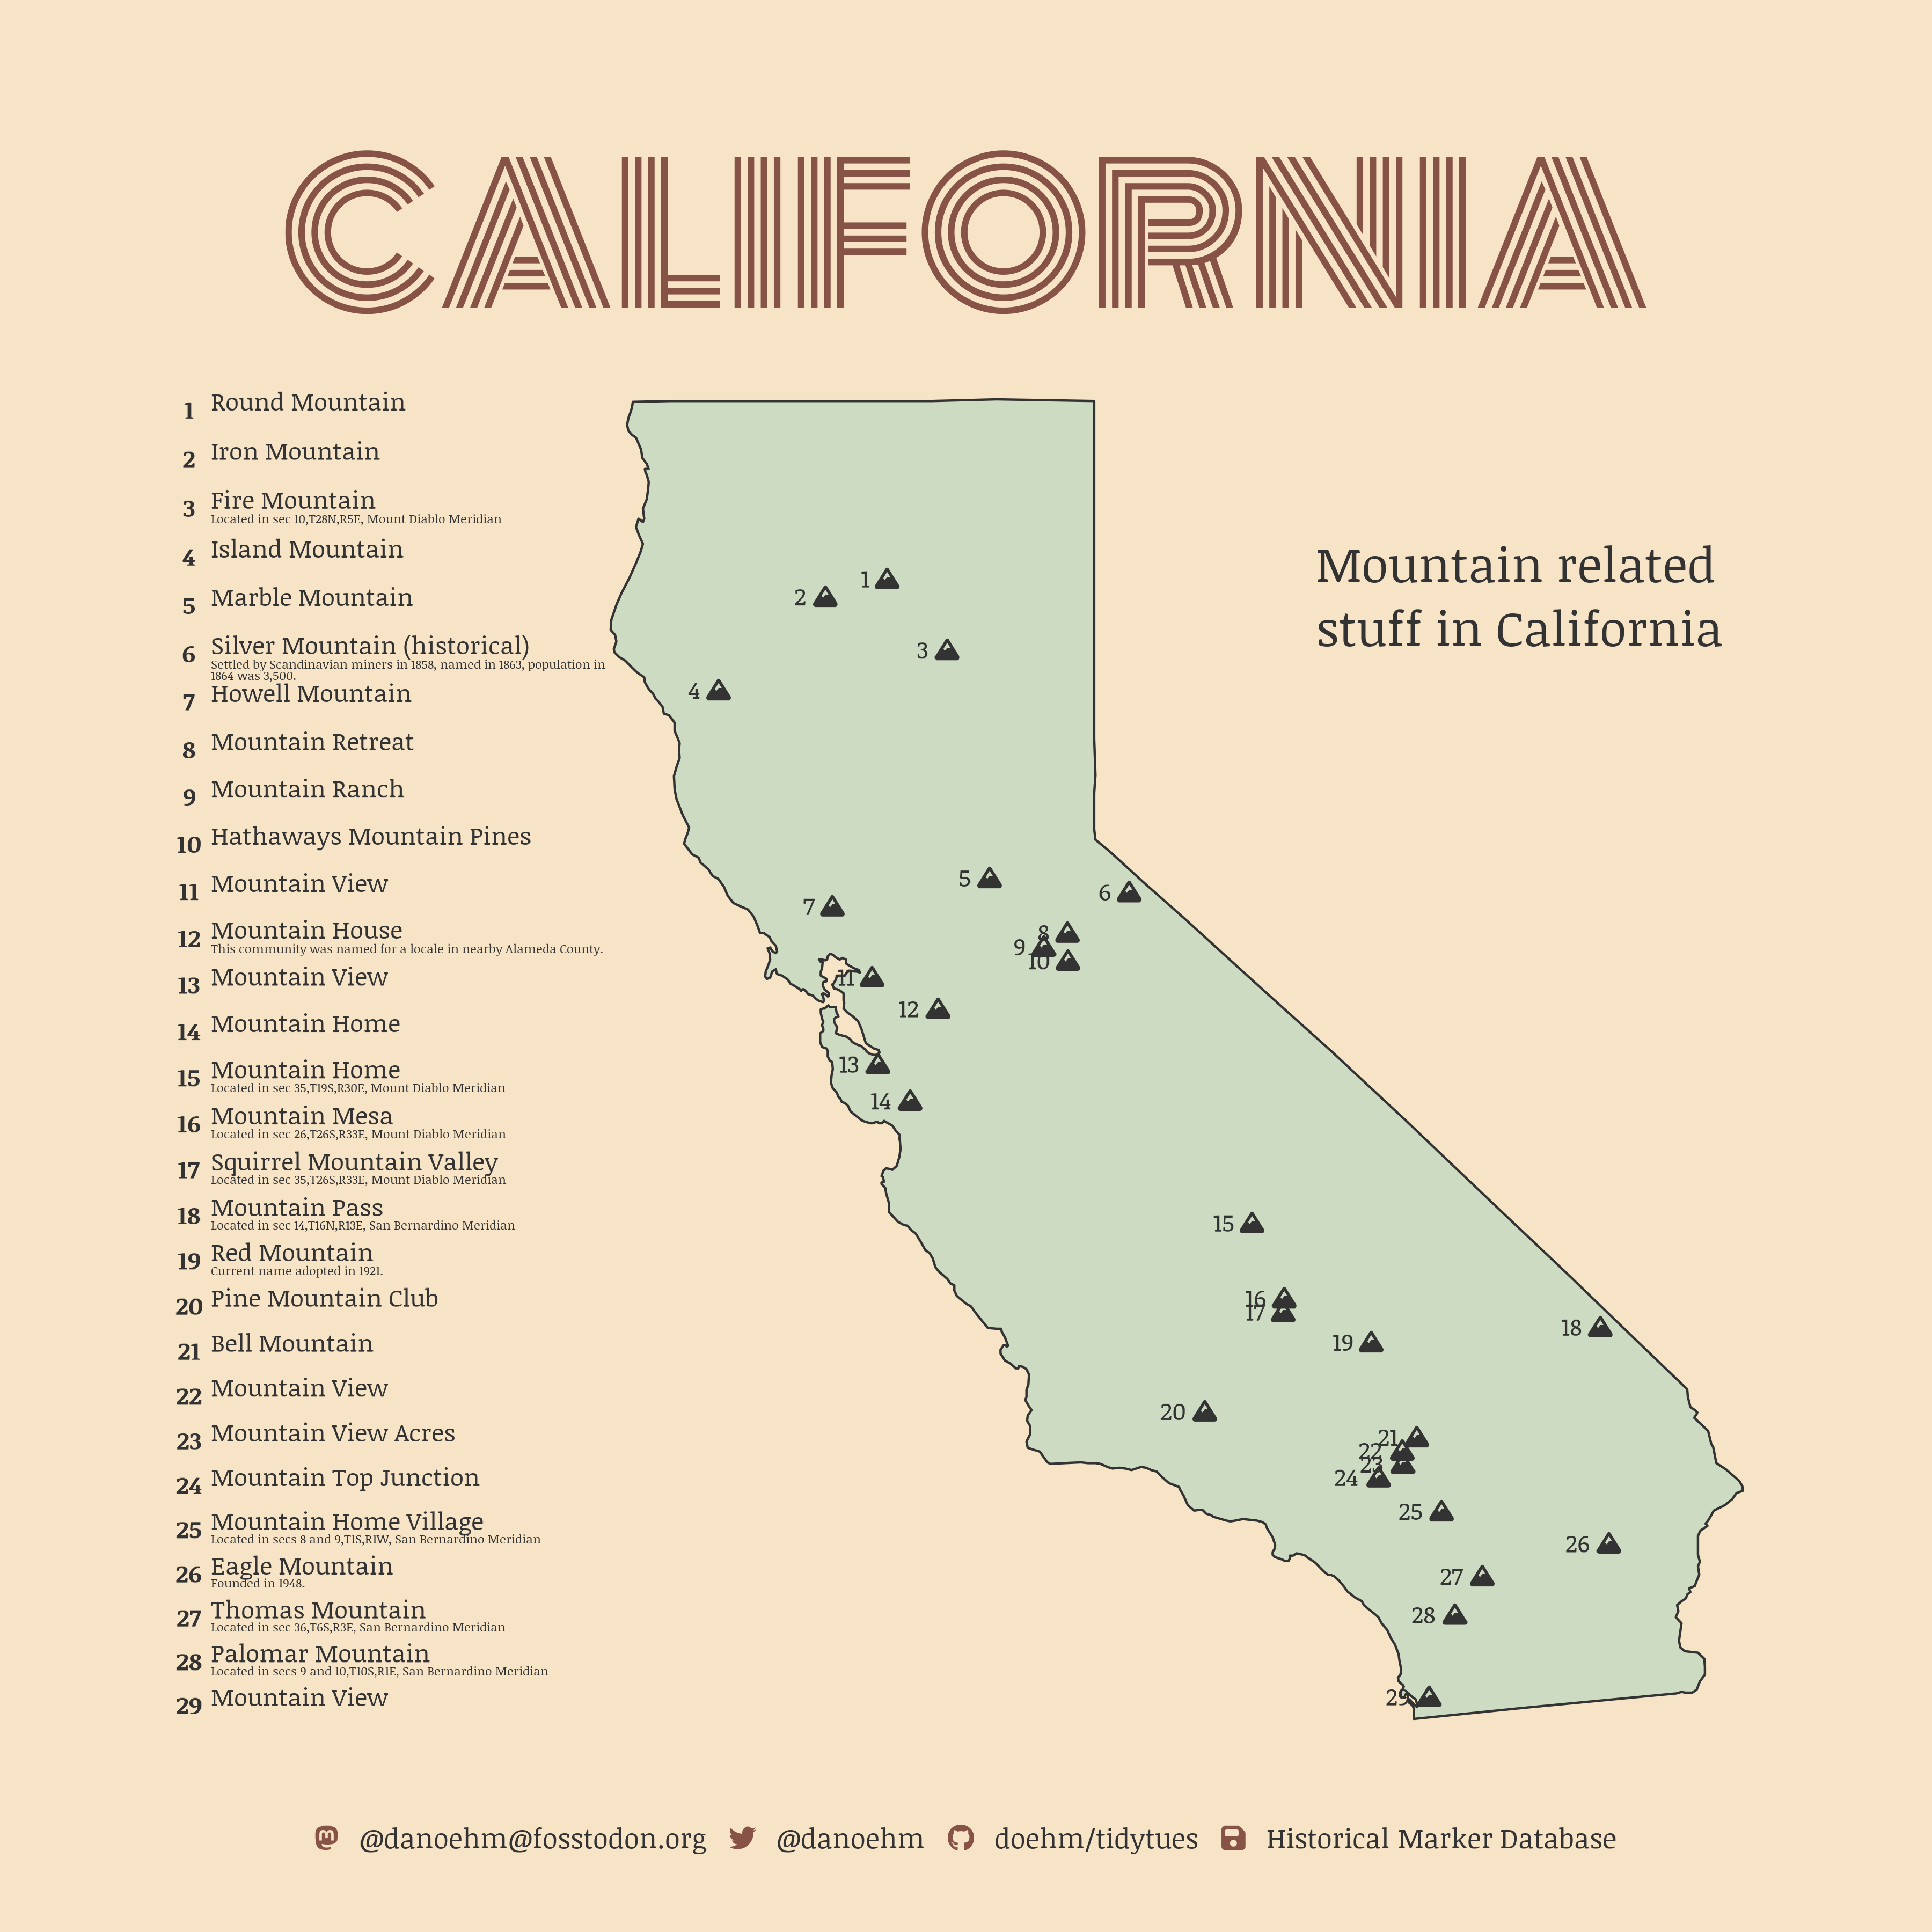 CALIFORNIA
1 Round Mountain
2 Iron Mountain
3 Fire Mountain
Located in sec 10,T28N,R5E, Mount Diablo Meridian
4 Island Mountain
5 Marble Mountain
6 Silver Mountain (historical)
Settled by Scandinavian miners in 1858, named in 1863, population in
1864 was 3,500.
7 Howell Mountain
8 Mountain Retreat
9 Mountain Ranch
10 Hathaways Mountain Pines
11 Mountain View
12 Mountain House
This community was named for a locale in nearby Alameda County.
13 Mountain View
14 Mountain Home
15 Mountain Home
Located in sec 35,T19S,R30E, Mount Diablo Meridian
16 Mountain Mesa
Located in sec 26,T26S,R33E, Mount Diablo Meridian
17 Squirrel Mountain Valley
Located in sec 35,T26S,R33E, Mount Diablo Meridian
18 Mountain Pass
Located in sec 14,T16N,R13E, San Bernardino Meridian
19 Red Mountain
Current name adopted in 1921.
20 Pine Mountain Club
21 Bell Mountain
22 Mountain View
23 Mountain View Acres
24 Mountain Top Junction
25 Mountain Home Village
Located in secs 8 and 9,T1S,R1W, San Bernardino Meridian
26 Eagle Mountain
Founded in 1948.
27 Thomas Mountain
Located in sec 36,T6S,R3E, San Bernardino Meridian
28 Palomar Mountain
Located in secs 9 and 10,T10S,R1E, San Bernardino Meridian
29 Mountain View
Mountain related
stuff in California
1
2
3
4
5
6
7
8
9
10
11
12
13
14
15
16
17
18
19
20
21
22
23
24
25
26
27
28
29
@danoehm@fosstodon.org @danoehm doehm/tidytues Historical Marker Database